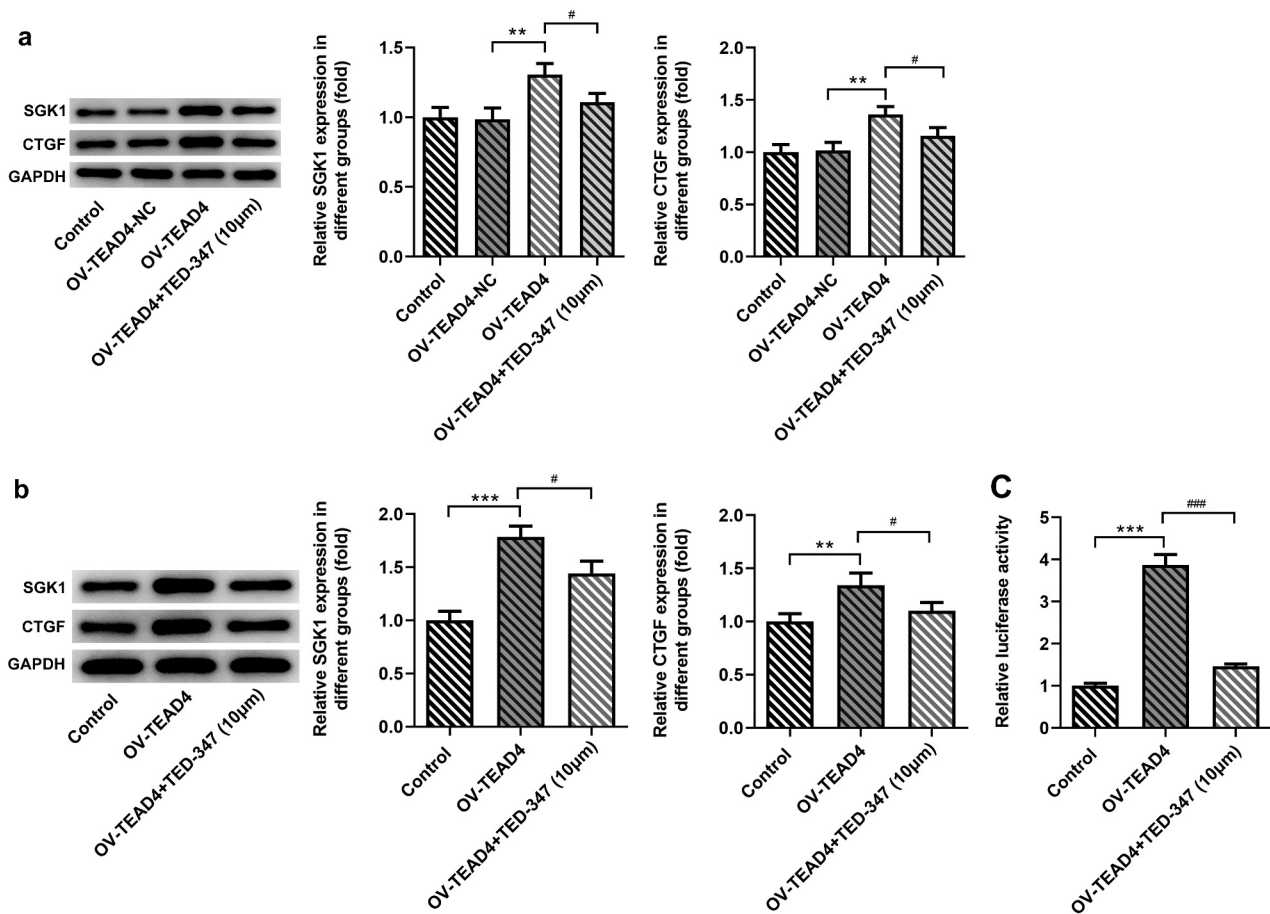 a
SGK1
CTGF
GAPDH
Control
OV-TEAD4-NC
OV-TEAD4
OV-TEAD4+TED-347 (10μm)
Relative SGK1 expression in
different groups (fold)
1.5
1.0
0.5
0.0
**
#
Control
OV-TEAD4-NC
OV-TEAD4
OV-TEAD4+TED-347 (10μm)
Relative CTGF expression in
different groups (fold)
2.0
1.5
1.0
0.5
0.0
**
#
Control
OV-TEAD4-NC
OV-TEAD4
OV-TEAD4+TED-347 (10μm)
b
SGK1
CTGF
GAPDH
Control
OV-TEAD4
OV-TEAD4+TED-347 (10μm)
Relative SGK1 expression in
different groups (fold)
2.0
1.5
1.0
0.5
0.0
***
#
Control
OV-TEAD4
OV-TEAD4+TED-347 (10μm)
Relative CTGF expression in
different groups (fold)
2.0
1.5
1.0
0.5
0.0
**
#
Control
OV-TEAD4
OV-TEAD4+TED-347 (10μm)
C
Relative luciferase activity
5
4
3
2
1
0
***
###
Control
OV-TEAD4
OV-TEAD4+TED-347 (10μm)